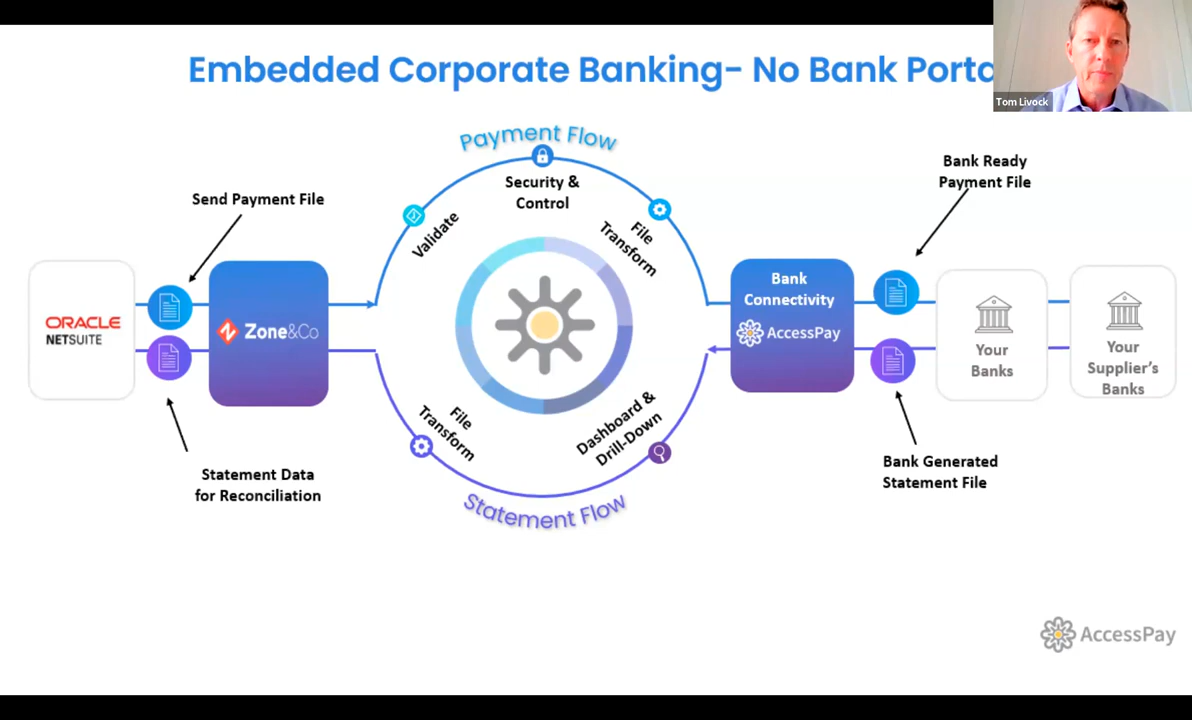 Embedded Corporate Banking- No Bank
Tom Livock
Payment Flow
Security &
Control
Validate
File
Transform
Send Payment File
Bank Ready
Payment File
ORACLE
NETSUITE
Zone&Co
Bank
Connectivity
AccessPay
Your
Banks
Your
Supplier's
Banks
File
Transform
Dashboard &
Drill-Down
Statement Flow
Statement Data
for Reconciliation
Bank Generated
Statement File
AccessPay